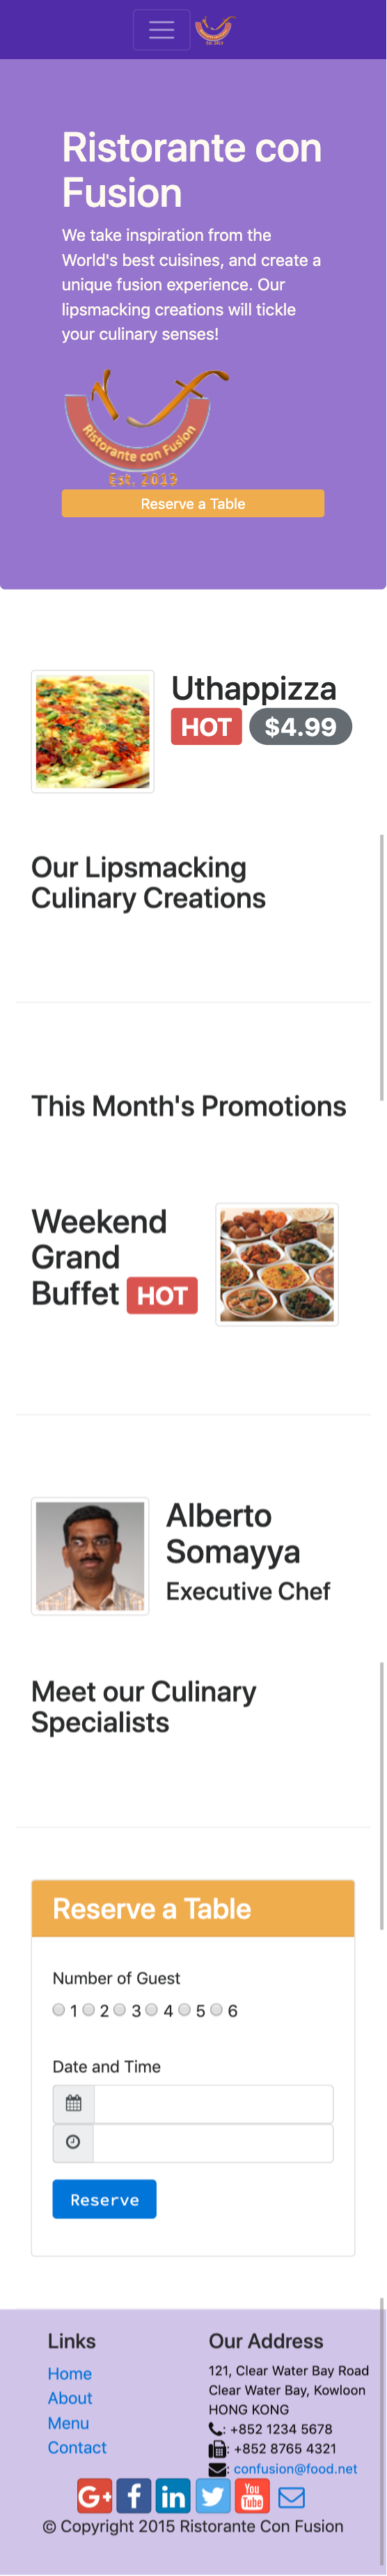 Est. 2013
Ristorante con
Fusion
We take inspiration from the
World's best cuisines, and create a
unique fusion experience. Our
lipsmacking creations will tickle
your culinary senses!
Ristorante con Fusion
Est. 2013
Reserve a Table
Uthappizza
HOT $4.99
Our Lipsmacking
Culinary Creations
This Month's Promotions
Weekend
Grand
Buffet HOT
Alberto
Somayya
Executive Chef
Meet our Culinary
Specialists
Reserve a Table
Number of Guest
1 2 3 4 5 6
Date and Time
Reserve
Links
Home
About
Menu
Contact
Our Address
121, Clear Water Bay Road
Clear Water Bay, Kowloon
HONG KONG
: +852 1234 5678
: +852 8765 4321
: confusion@food.net
G+ f in You
Tube
© Copyright 2015 Ristorante Con Fusion